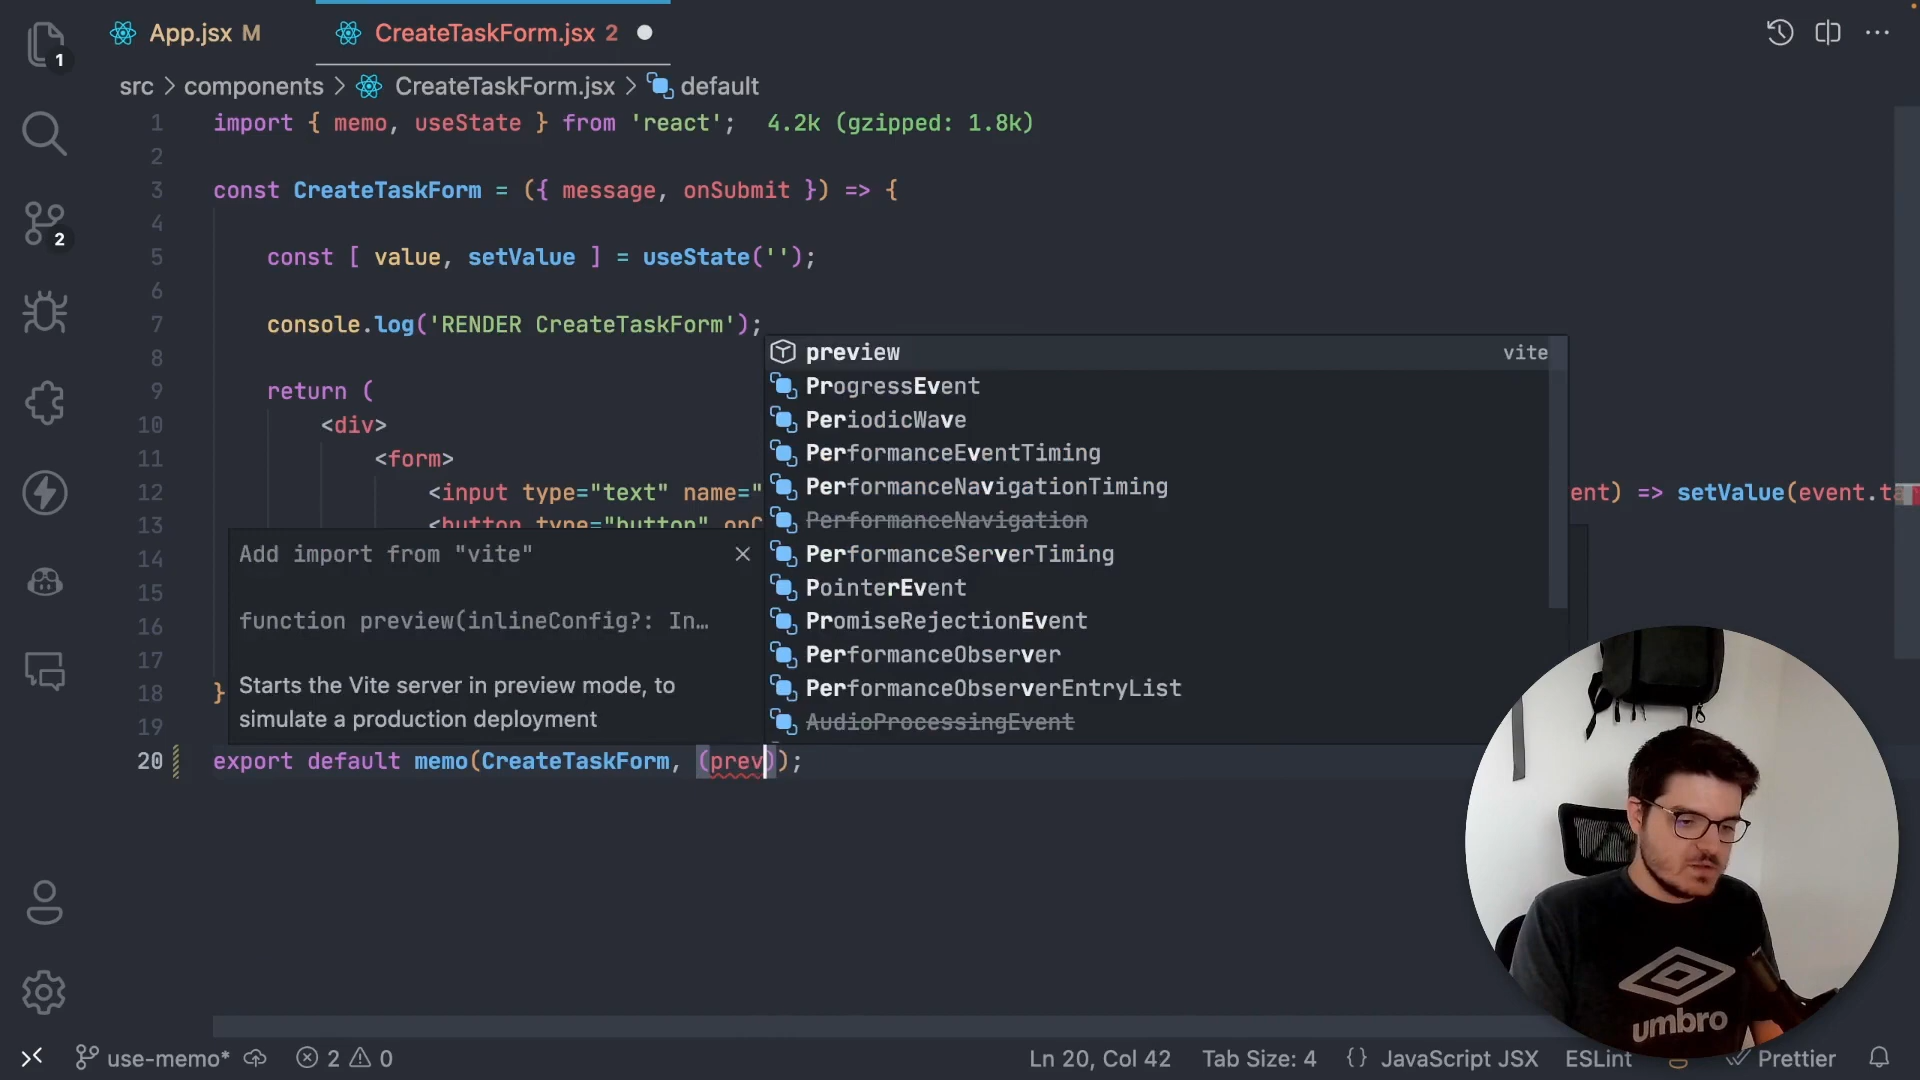 App.jsx M
CreateTaskForm.jsx 2
1
src > components > CreateTaskForm.jsx > default
1 import { memo, useState } from 'react'; 4.2k (gzipped: 1.8k)
2
3 const CreateTaskForm = ({ message, onSubmit }) => {
4
2
5 const [ value, setValue ] = useState('');
6
7 console.log('RENDER CreateTaskForm');
8
9 return (
10 <div>
11 <form>
12 <input type="text" name="
ent) => setValue(event.ta
13 <button type="button" onC
14
15
16
17
18 }
19
20 export default memo(CreateTaskForm, (prev));
preview vite
ProgressEvent
PeriodicWave
PerformanceEventTiming
PerformanceNavigationTiming
PerformanceNavigation
PerformanceServerTiming
PointerEvent
PromiseRejectionEvent
PerformanceObserver
PerformanceObserverEntryList
AudioProcessingEvent
Add import from "vite"
function preview(inlineConfig?: In…
Starts the Vite server in preview mode, to
simulate a production deployment
umbro
use-memo* 2 0 Ln 20, Col 42 Tab Size: 4 {} JavaScript JSX ESLint Prettier